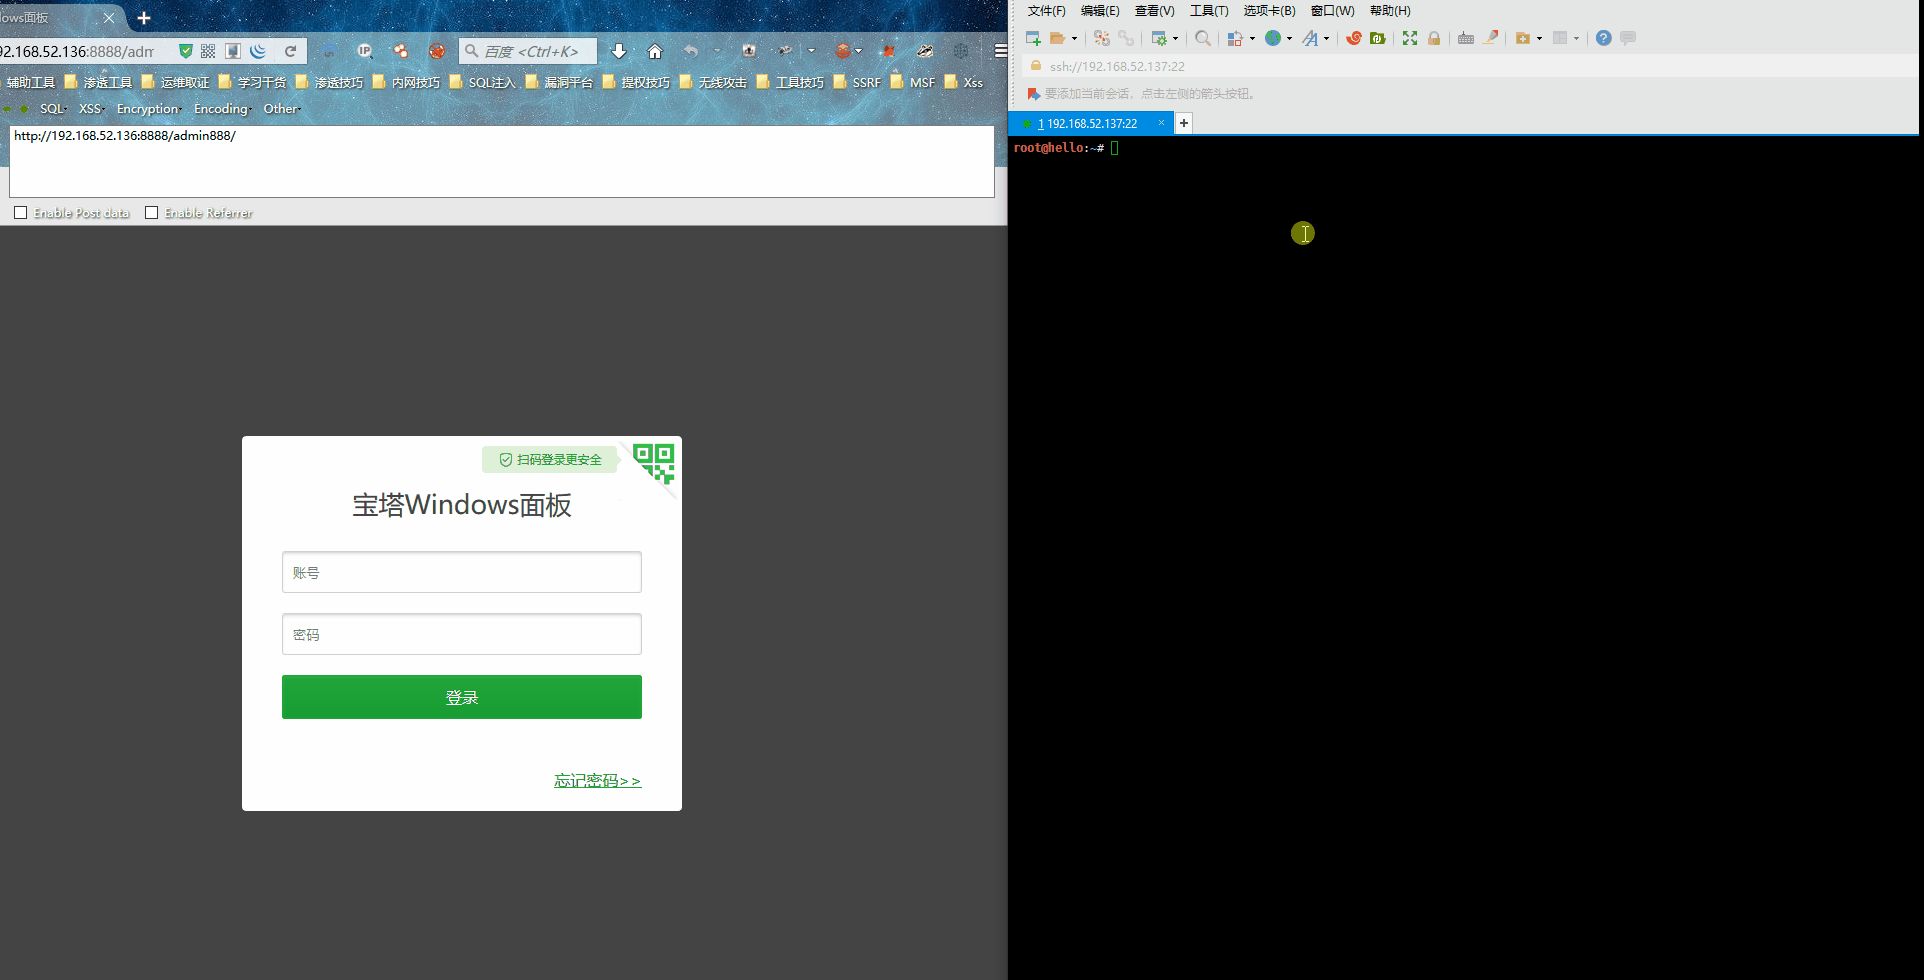 dows面板
92.168.52.136:8888/adm
百度 <Ctrl+K>
辅助工具 渗透工具 运维取证 学习干货 渗透技巧 内网技巧 SQL注入 漏洞平台 提权技巧 无线攻击 工具技巧 SSRF MSF Xss
SQL XSS Encryption Encoding Other
http://192.168.52.136:8888/admin888/
Enable Post data Enable Referrer
扫码登录更安全
宝塔Windows面板
账号
密码
登录
忘记密码>>
文件(F) 编辑(E) 查看(V) 工具(T) 选项卡(B) 窗口(W) 帮助(H)
ssh://192.168.52.137:22
要添加当前会话，点击左侧的箭头按钮。
1 192.168.52.137:22
root@hello:~#